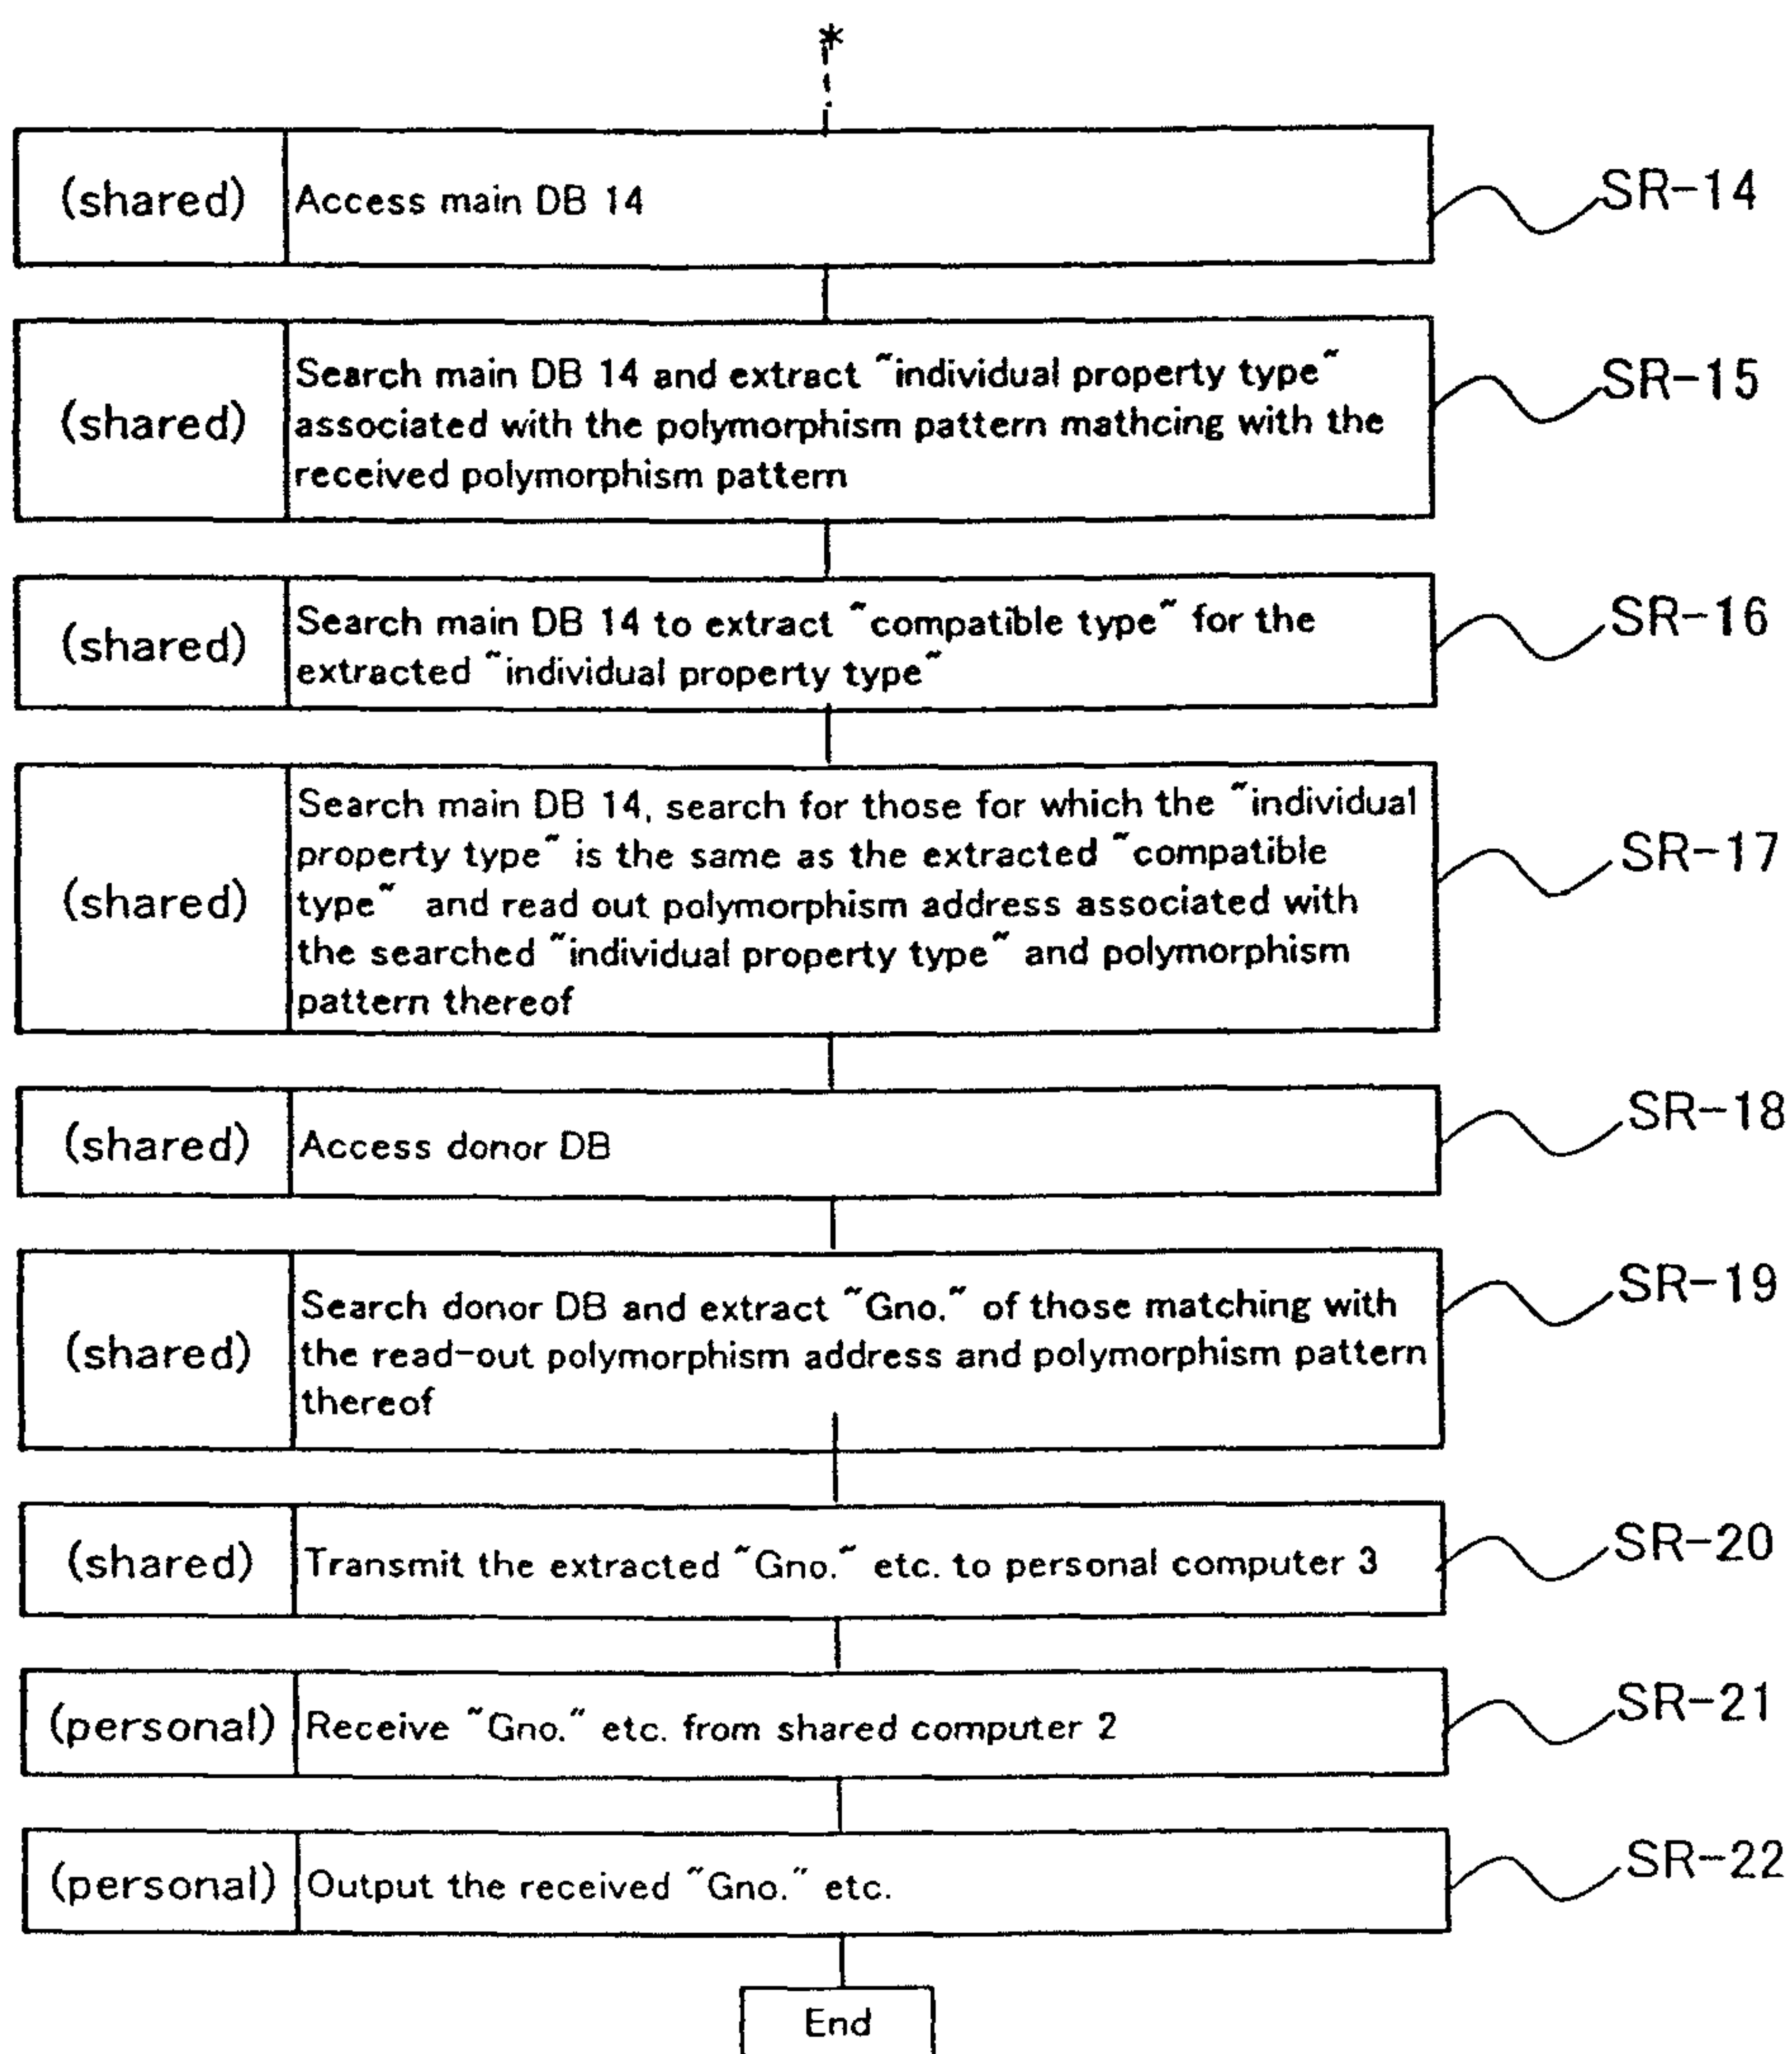 *
(shared) Access main DB 14 SR-14
(shared) Search main DB 14 and extract ˜individual property type˜ SR-15
associated with the polymorphism pattern mathcing with the
received polymorphism pattern
(shared) Search main DB 14 to extract ˜compatible type˜ for the SR-16
extracted ˜individual property type˜
(shared) Search main DB 14, search for those for which the ˜individual SR-17
property type˜ is the same as the extracted ˜compatible
type˜ and read out polymorphism address associated with
the searched ˜individual property type˜ and polymorphism
pattern thereof
(shared) Access donor DB SR-18
(shared) Search donor DB and extract ˜Gno.˜ of those matching with SR-19
the read-out polymorphism address and polymorphism pattern
thereof
(shared) Transmit the extracted ˜Gno.˜ etc. to personal computer 3 SR-20
(personal) Receive ˜Gno.˝ etc. from shared computer 2 SR-21
(personal) Output the received ˜Gno.˝ etc. SR-22
End